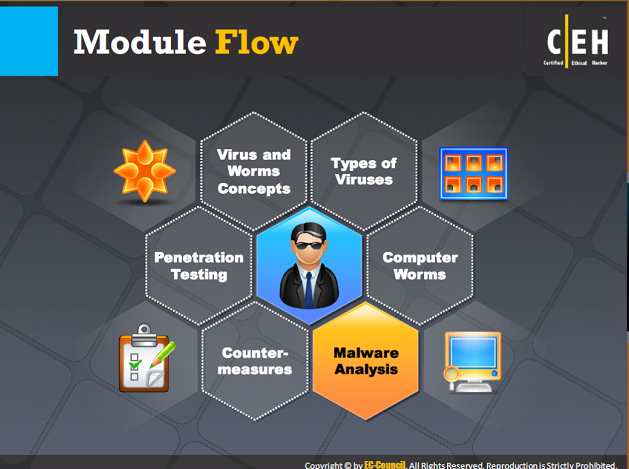 Module Flow
C|EH
Certified Ethical Hacker
Virus and
Worms
Concepts
Types of
Viruses
Penetration
Testing
Computer
Worms
Counter-
measures
Malware
Analysis
Copyright © by EC-Council. All Rights Reserved. Reproduction is Strictly Prohibited.